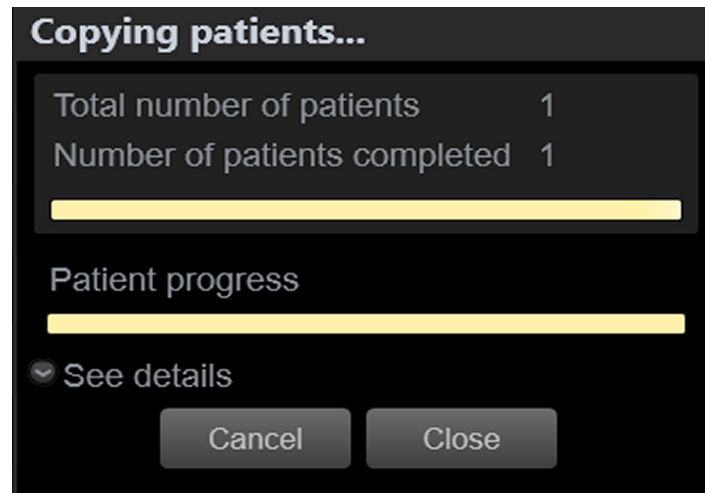 Copying patients...
Total number of patients 1
Number of patients completed 1
Patient progress
See details
Cancel Close